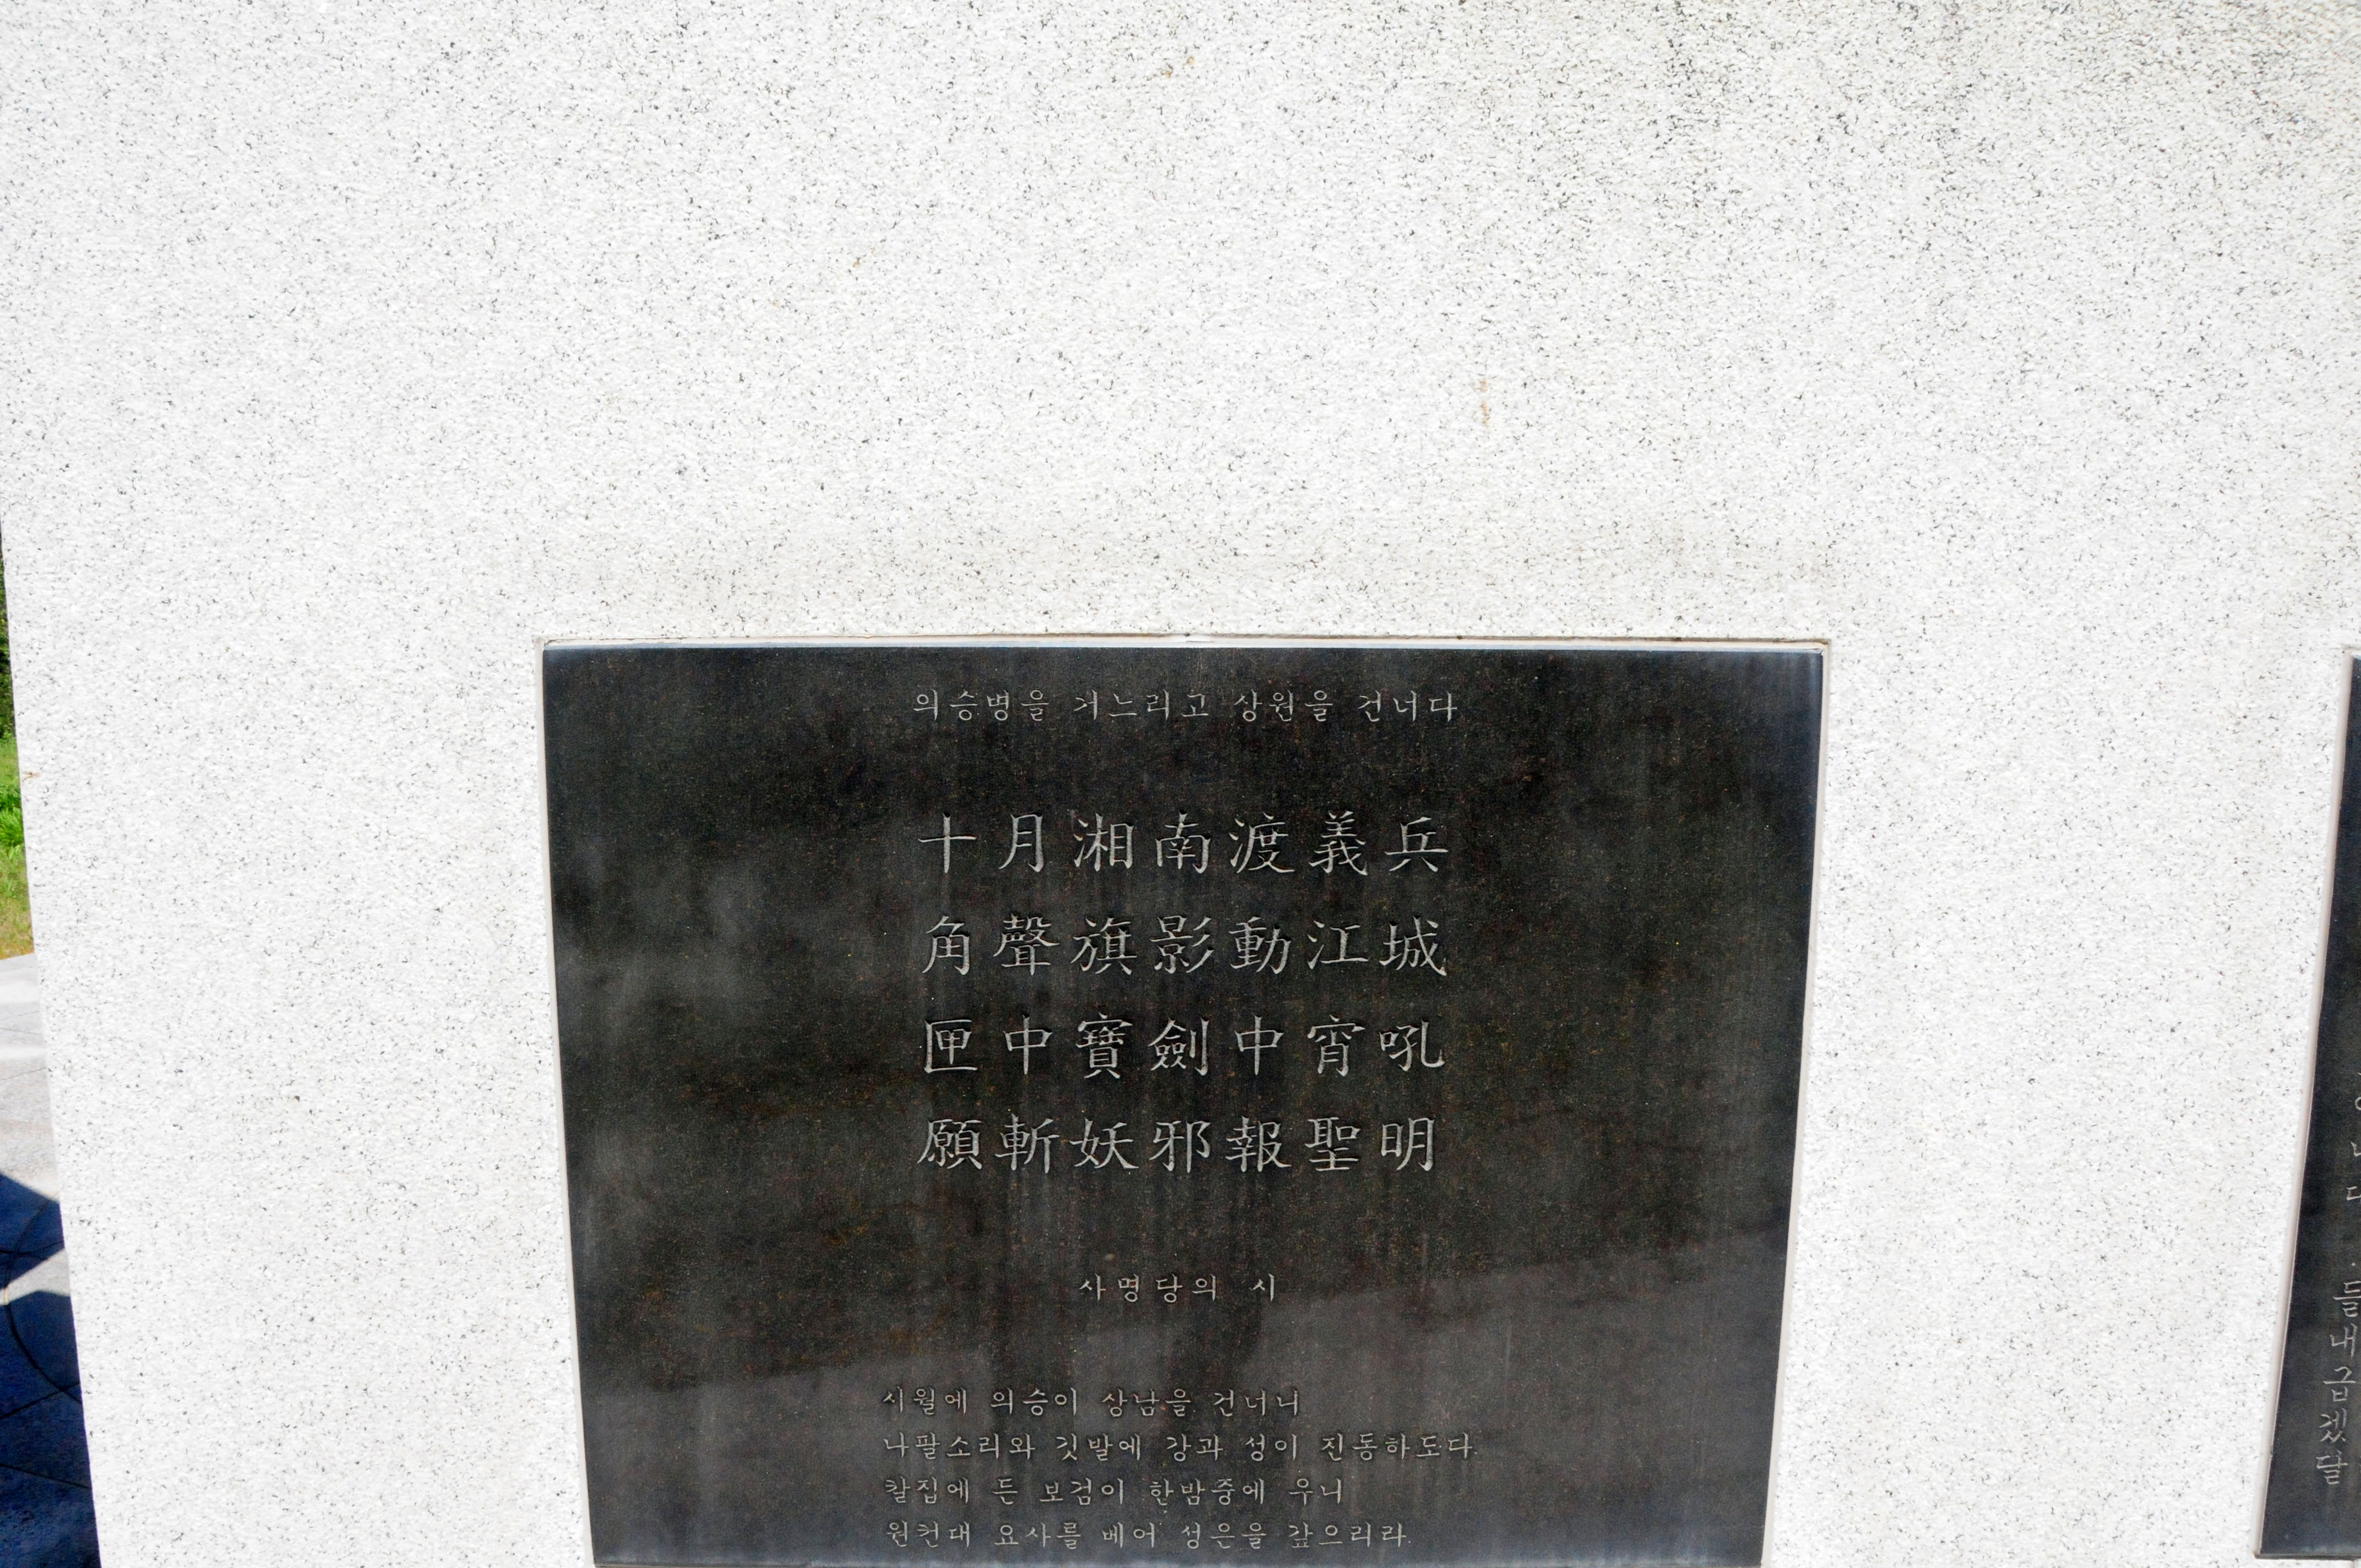 의승병을 거느리고 상원을 건너다
十月湘南渡義兵
角聲旗影動江城
匣中寶劍中宵吼
願斬妖邪報聖明
사명당의 시
시월에 의승이 상남을 건너니
나팔소리와 깃발에 강과 성이 진동하도다.
칼집에 든 보검이 한밤중에 우니
원컨대 요사를 베어 성은을 갚으리라.
들
내
급
겠
달